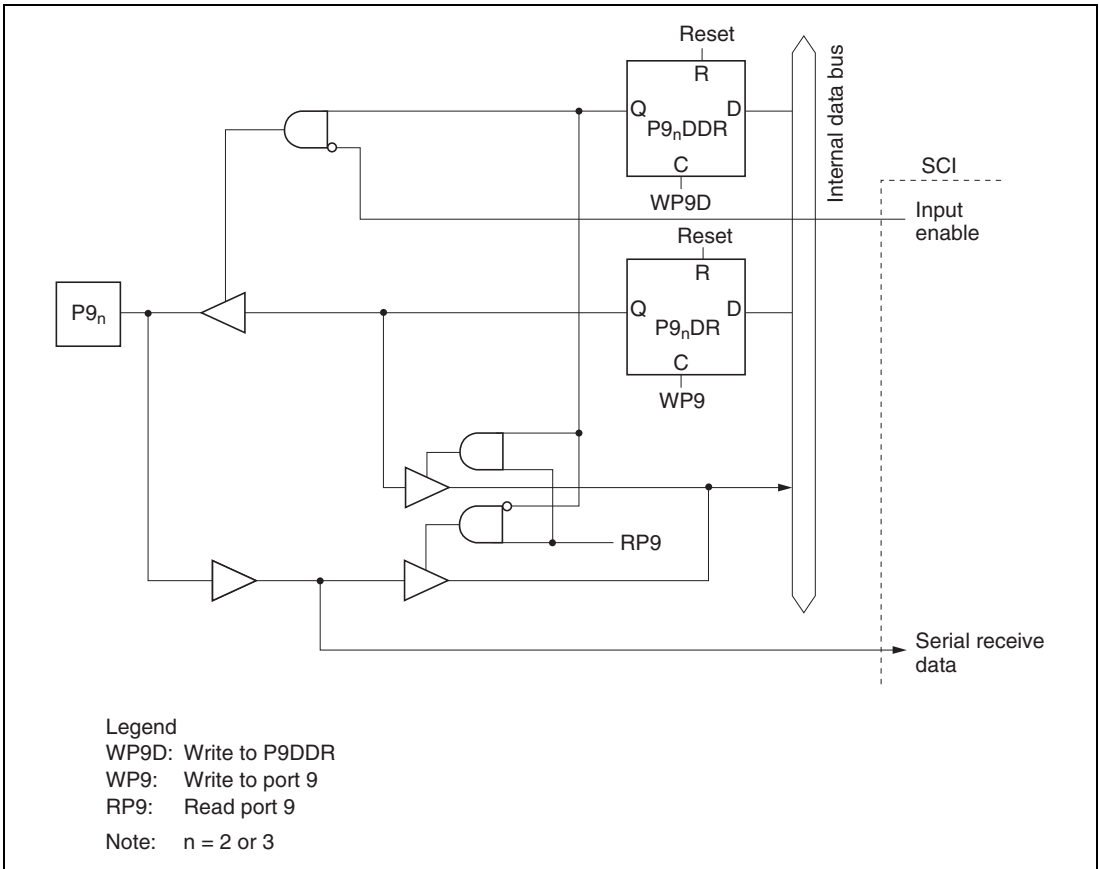 Reset
R
Q
D
P9nDDR
C
WP9D
Internal data bus
SCI
Input
enable
Reset
R
Q
D
P9nDR
C
WP9
P9n
RP9
Serial receive
data
Legend
WP9D: Write to P9DDR
WP9: Write to port 9
RP9: Read port 9
Note: n = 2 or 3